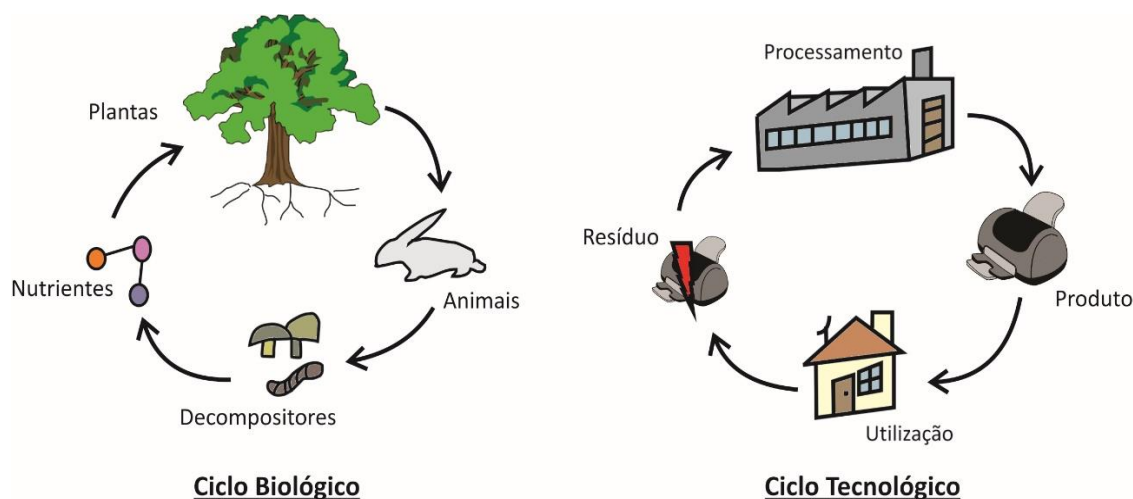 Plantas
Animais
Decompositores
Nutrientes
Ciclo Biológico
Processamento
Produto
Utilização
Resíduo
Ciclo Tecnológico